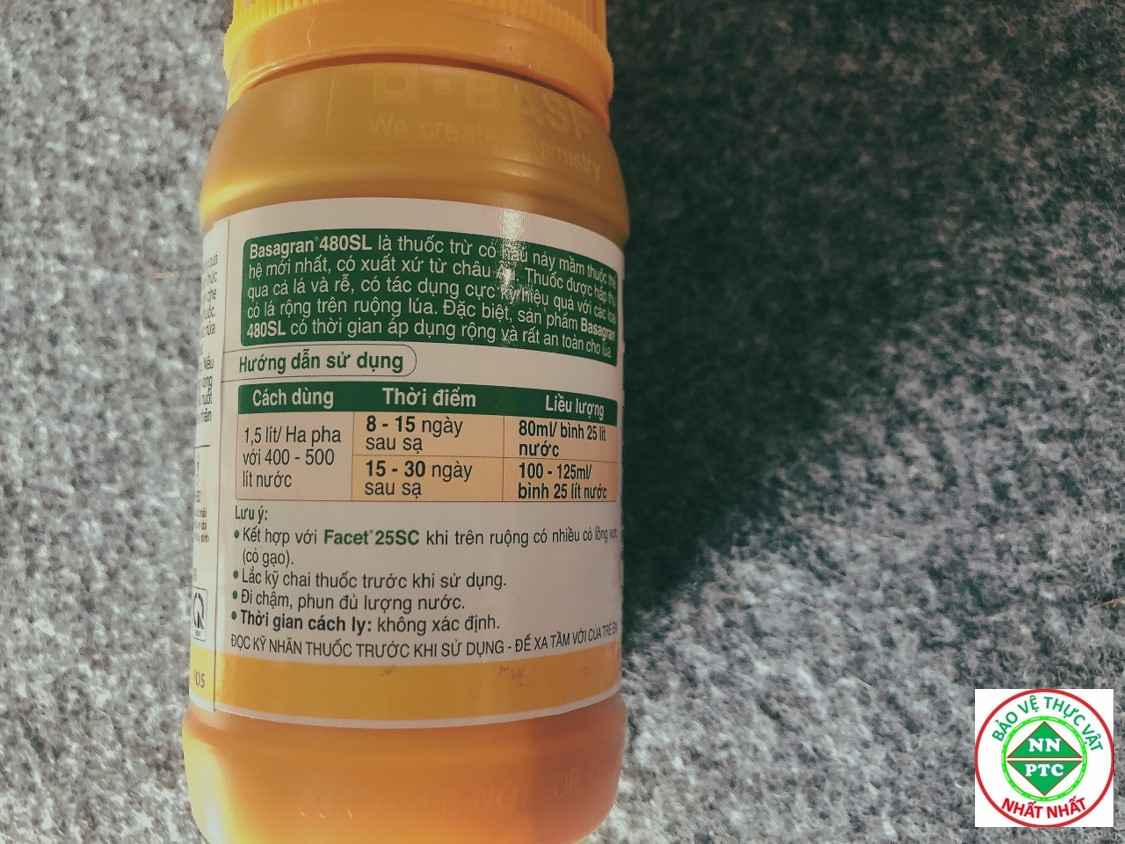 BASF
We create chemistry
Basagran® 480SL là thuốc trừ cỏ hậu nảy mầm thuộc thế
hệ mới nhất, có xuất xứ từ châu Âu. Thuốc được hấp thu
qua cả lá và rễ, có tác dụng cực kỳ hiệu quả với các loài
cỏ lá rộng trên ruộng lúa. Đặc biệt, sản phẩm Basagran
480SL có thời gian áp dụng rộng và rất an toàn cho lúa.
Hướng dẫn sử dụng
Cách dùng Thời điểm Liều lượng
1,5 lít/ Ha pha
với 400 - 500
lít nước
8 - 15 ngày
sau sạ
80ml/ bình 25 lít
nước
15 - 30 ngày
sau sạ
100 - 125ml/
bình 25 lít nước
Lưu ý:
• Kết hợp với Facet® 25SC khi trên ruộng có nhiều cỏ lồng vực
(cỏ gạo).
• Lắc kỹ chai thuốc trước khi sử dụng.
• Đi chậm, phun đủ lượng nước.
• Thời gian cách ly: không xác định.
ĐỌC KỸ NHÃN THUỐC TRƯỚC KHI SỬ DỤNG - ĐỂ XA TẦM VỚI CỦA TRẺ EM
105
BẢO VỆ THỰC VẬT
NN
PTC
NHẤT NHẤT